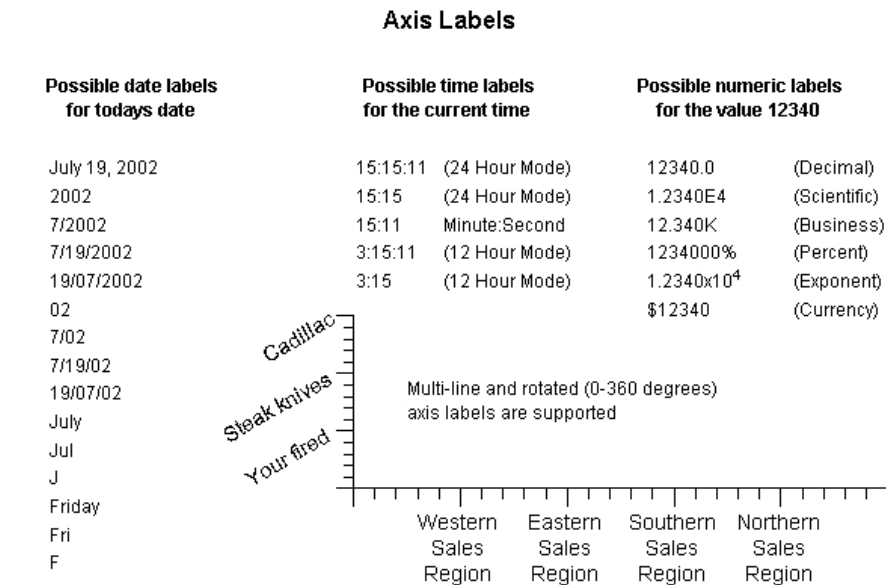 Axis Labels
Possible date labels
for todays date
July 19, 2002
2002
7/2002
7/19/2002
19/07/2002
02
7/02
7/19/02
19/07/02
July
Jul
J
Friday
Fri
F
Possible time labels
for the current time
15:15:11 (24 Hour Mode)
15:15 (24 Hour Mode)
15:11 Minute:Second
3:15:11 (12 Hour Mode)
3:15 (12 Hour Mode)
Possible numeric labels
for the value 12340
12340.0 (Decimal)
1.2340E4 (Scientific)
12.340K (Business)
1234000% (Percent)
1.2340x10⁴ (Exponent)
$12340 (Currency)
Cadillac
Steak knives
Your fired
Multi-line and rotated (0-360 degrees)
axis labels are supported
Western
Sales
Region
Eastern
Sales
Region
Southern
Sales
Region
Northern
Sales
Region